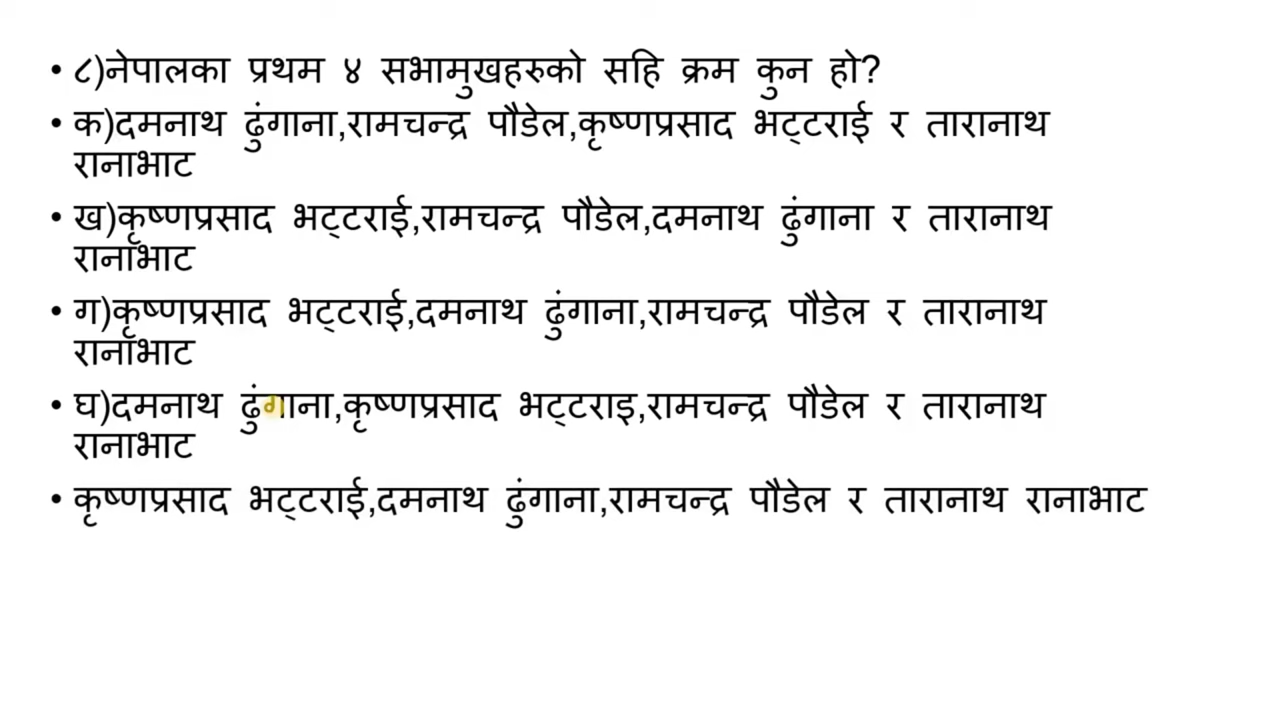 • ८)नेपालका प्रथम ४ सभामुखहरुको सहि क्रम कुन हो?
• क)दमनाथ ढुंगाना,रामचन्द्र पौडेल,कृष्णप्रसाद भट्टराई र तारानाथ
रानाभाट
• ख)कृष्णप्रसाद भट्टराई,रामचन्द्र पौडेल,दमनाथ ढुंगाना र तारानाथ
रानाभाट
• ग)कृष्णप्रसाद भट्टराई,दमनाथ ढुंगाना,रामचन्द्र पौडेल र तारानाथ
रानाभाट
• घ)दमनाथ ढुंगाना,कृष्णप्रसाद भट्टराइ,रामचन्द्र पौडेल र तारानाथ
रानाभाट
• कृष्णप्रसाद भट्टराई,दमनाथ ढुंगाना,रामचन्द्र पौडेल र तारानाथ रानाभाट